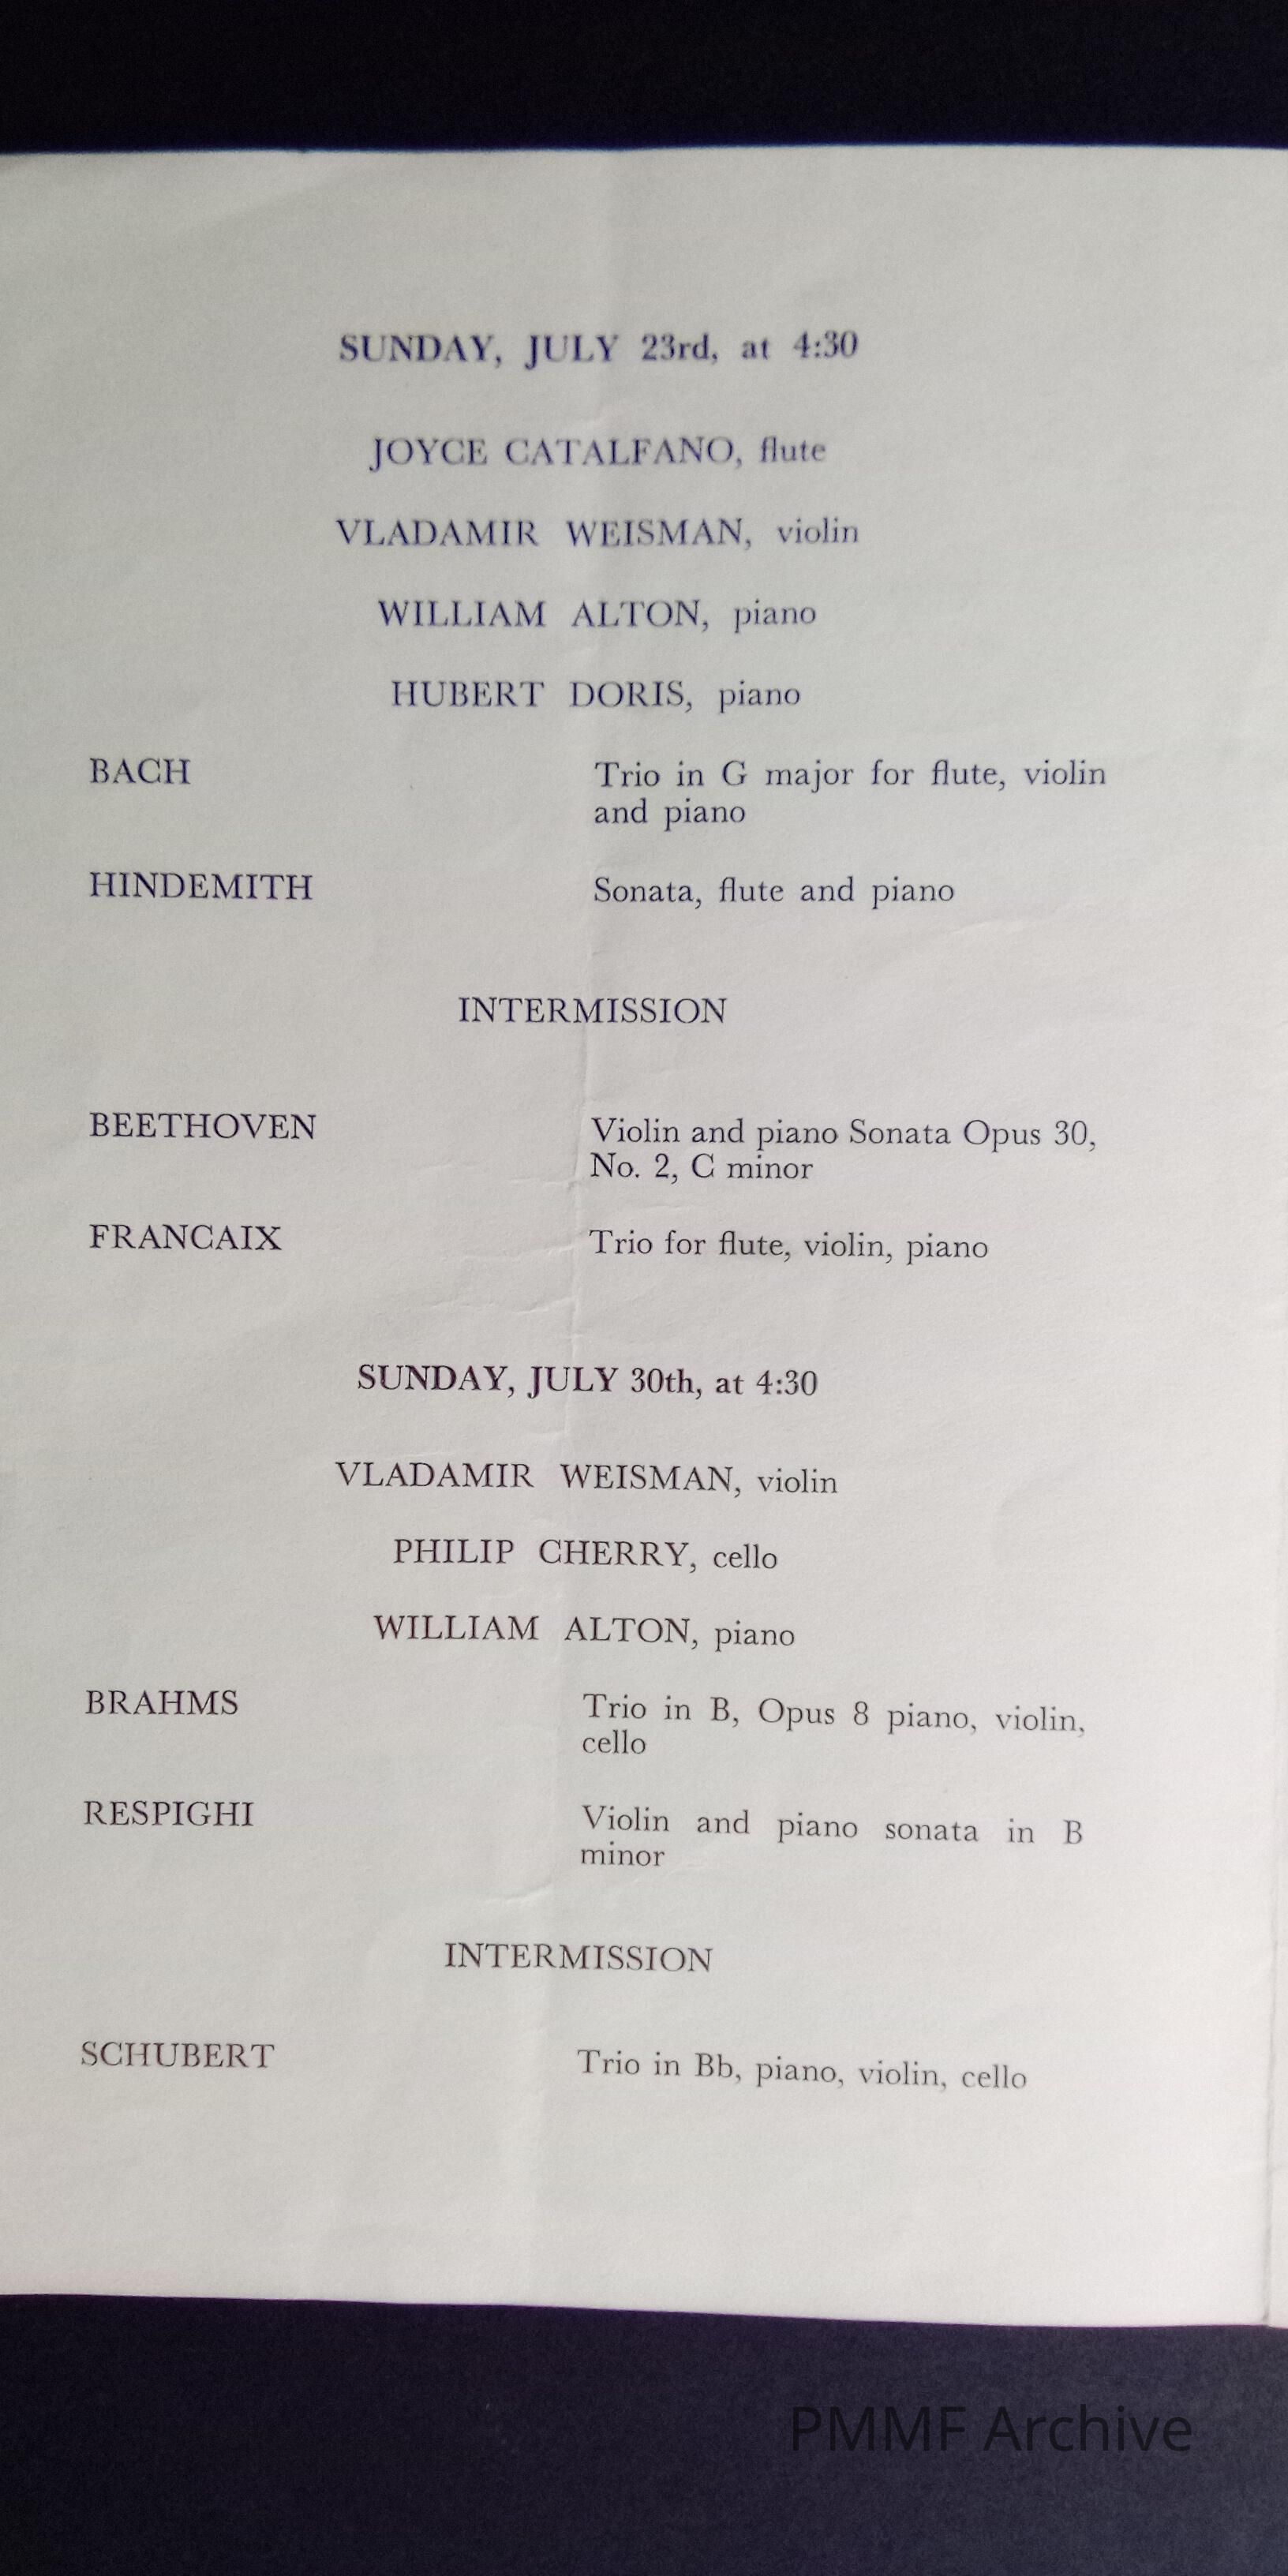 SUNDAY, JULY 23rd, at 4:30
JOYCE CATALFANO, flute
VLADAMIR WEISMAN, violin
WILLIAM ALTON, piano
HUBERT DORIS, piano
BACH Trio in G major for flute, violin
and piano
HINDEMITH Sonata, flute and piano
INTERMISSION
BEETHOVEN Violin and piano Sonata Opus 30,
No. 2, C minor
FRANCAIX Trio for flute, violin, piano
SUNDAY, JULY 30th, at 4:30
VLADAMIR WEISMAN, violin
PHILIP CHERRY, cello
WILLIAM ALTON, piano
BRAHMS Trio in B, Opus 8 piano, violin,
cello
RESPIGHI Violin and piano sonata in B
minor
INTERMISSION
SCHUBERT Trio in Bb, piano, violin, cello
PMMF Archive